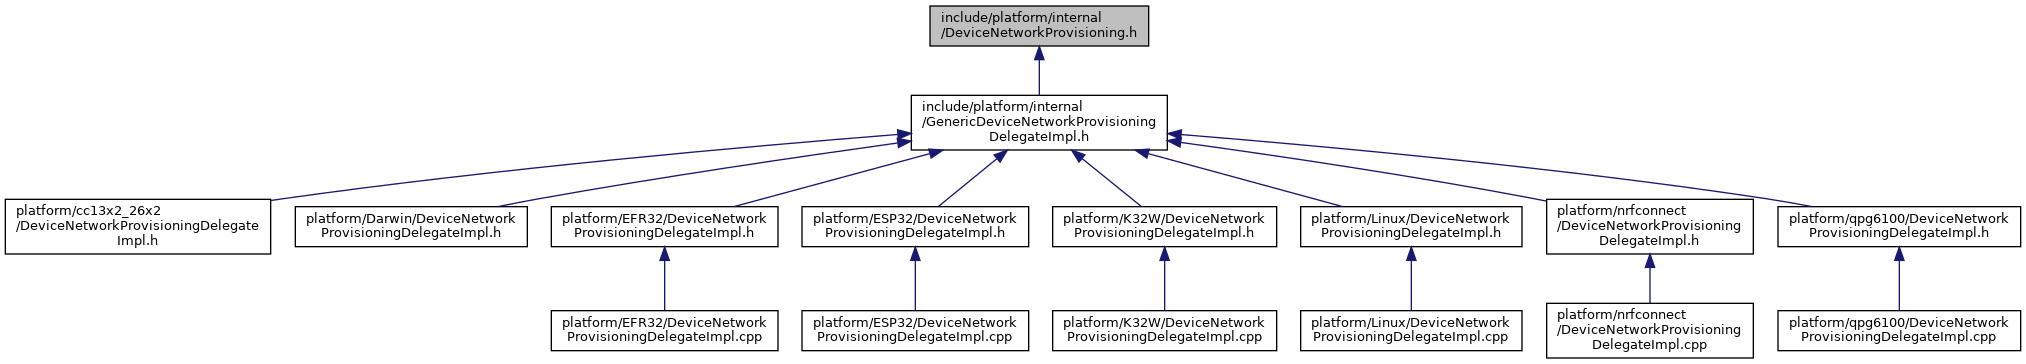 include/platform/internal
/DeviceNetworkProvisioning.h
include/platform/internal
/GenericDeviceNetworkProvisioning
DelegateImpl.h
platform/cc13x2_26x2
/DeviceNetworkProvisioningDelegate
Impl.h
platform/Darwin/DeviceNetwork
ProvisioningDelegateImpl.h
platform/EFR32/DeviceNetwork
ProvisioningDelegateImpl.h
platform/ESP32/DeviceNetwork
ProvisioningDelegateImpl.h
platform/K32W/DeviceNetwork
ProvisioningDelegateImpl.h
platform/Linux/DeviceNetwork
ProvisioningDelegateImpl.h
platform/nrfconnect
/DeviceNetworkProvisioning
DelegateImpl.h
platform/qpg6100/DeviceNetwork
ProvisioningDelegateImpl.h
platform/EFR32/DeviceNetwork
ProvisioningDelegateImpl.cpp
platform/ESP32/DeviceNetwork
ProvisioningDelegateImpl.cpp
platform/K32W/DeviceNetwork
ProvisioningDelegateImpl.cpp
platform/Linux/DeviceNetwork
ProvisioningDelegateImpl.cpp
platform/nrfconnect
/DeviceNetworkProvisioning
DelegateImpl.cpp
platform/qpg6100/DeviceNetwork
ProvisioningDelegateImpl.cpp